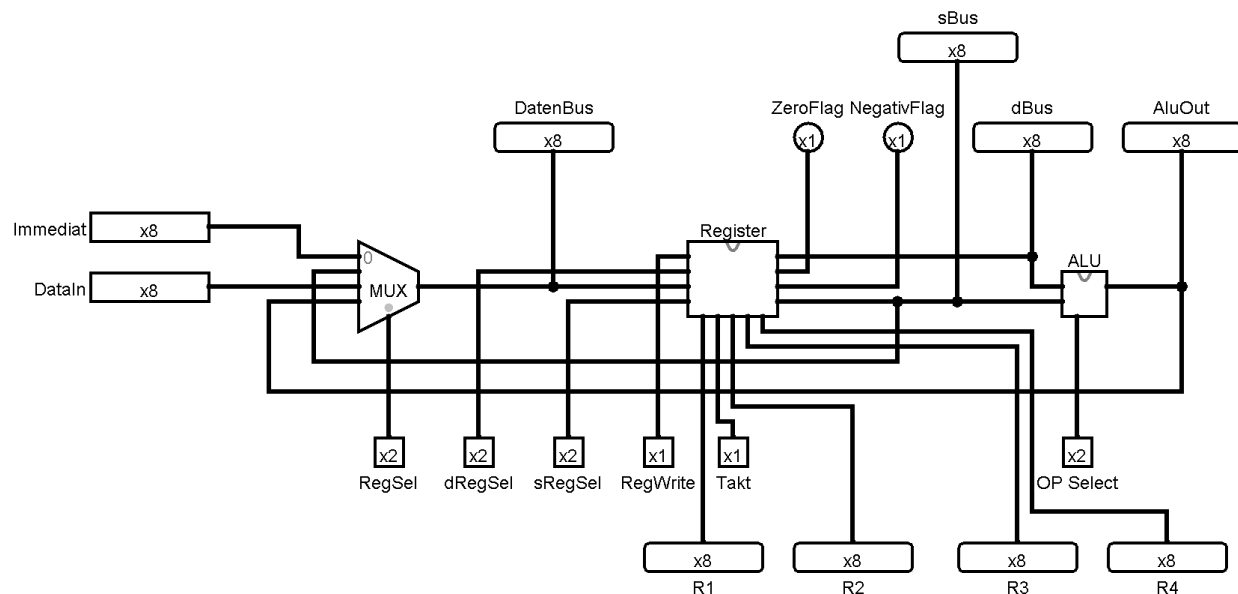 sBus
x8
DatenBus
x8
ZeroFlag
x1
NegativFlag
x1
dBus
x8
AluOut
x8
Immediat
x8
DataIn
x8
0
MUX
Register
ALU
x2
RegSel
x2
dRegSel
x2
sRegSel
x1
RegWrite
x1
Takt
x2
OP Select
x8
R1
x8
R2
x8
R3
x8
R4